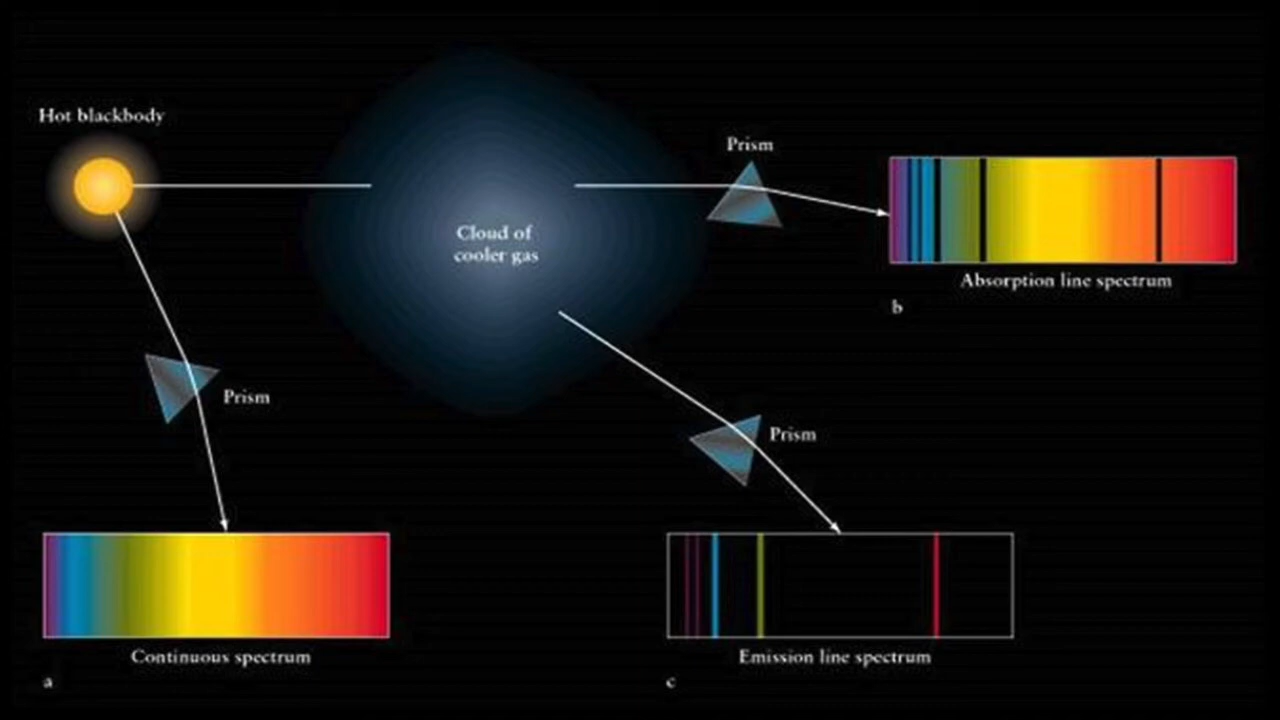 Hot blackbody
Prism
Cloud of
cooler gas
Absorption line spectrum
b
Prism
Prism
Continuous spectrum
Emission line spectrum
a
c